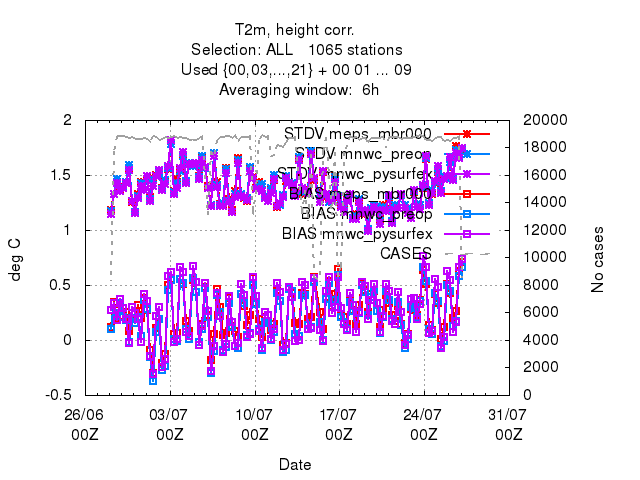 T2m, height corr.
Selection: ALL   1065 stations
Used {00,03,...,21} + 00 01 ... 09
Averaging window:  6h
2
1.5
1
0.5
0
-0.5
deg C
20000
18000
16000
14000
12000
10000
8000
6000
4000
2000
0
No cases
STDV meps_mbr000
STDV mnwc_preop
STDV mnwc_pysurfex
BIAS meps_mbr000
BIAS mnwc_preop
BIAS mnwc_pysurfex
CASES
26/06 03/07 10/07 17/07 24/07 31/07
00Z 00Z 00Z 00Z 00Z 00Z
Date